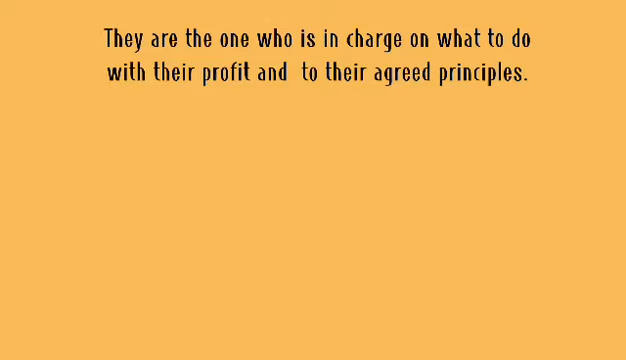 They are the one who is in charge on what to do
with their profit and  to their agreed principles.